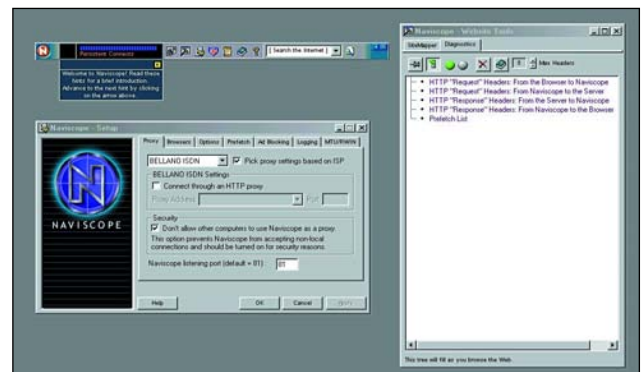 Persistent Connects
[ Search the Internet ]
Welcome to Naviscope! Read these
hints for a brief introduction.
Advance to the next hint by clicking
on the arrow above.
Naviscope - Setup
Proxy Browsers Options Prefetch Ad Blocking Logging MTU/RWIN
BELLANO ISDN
Pick proxy settings based on ISP
BELLANO ISDN Settings
Connect through an HTTP proxy
Proxy Address
Port
Security
Don't allow other computers to use Naviscope as a proxy.
This option prevents Naviscope from accepting non-local
connections and should be turned on for security reasons.
Naviscope listening port (default = 81) :
81
NAVISCOPE
Help
OK
Cancel
Apply
Naviscope - Website Tools
SiteMapper Diagnostics
8
Max Headers
HTTP "Request" Headers: From the Browser to Naviscope
HTTP "Request" Headers: From Naviscope to the Server
HTTP "Response" Headers: From the Server to Naviscope
HTTP "Response" Headers: From Naviscope to the Browser
Prefetch List
This tree will fill as you browse the Web.